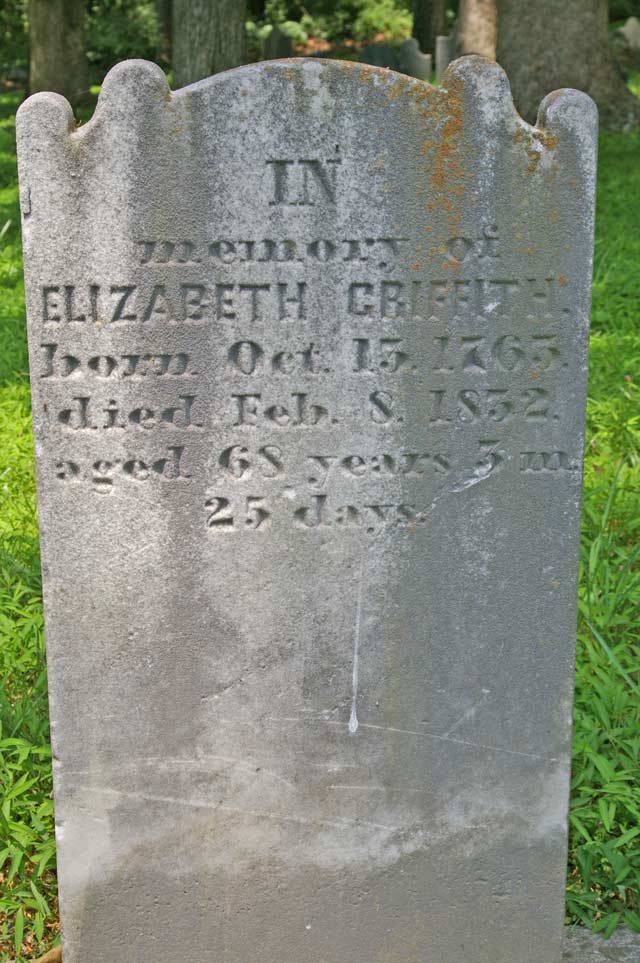 IN
memory of
ELIZABETH GRIFFITH.
born Oct. 13. 1763.
died Feb. 8. 1832.
aged 68 years 3 m.
25 days.